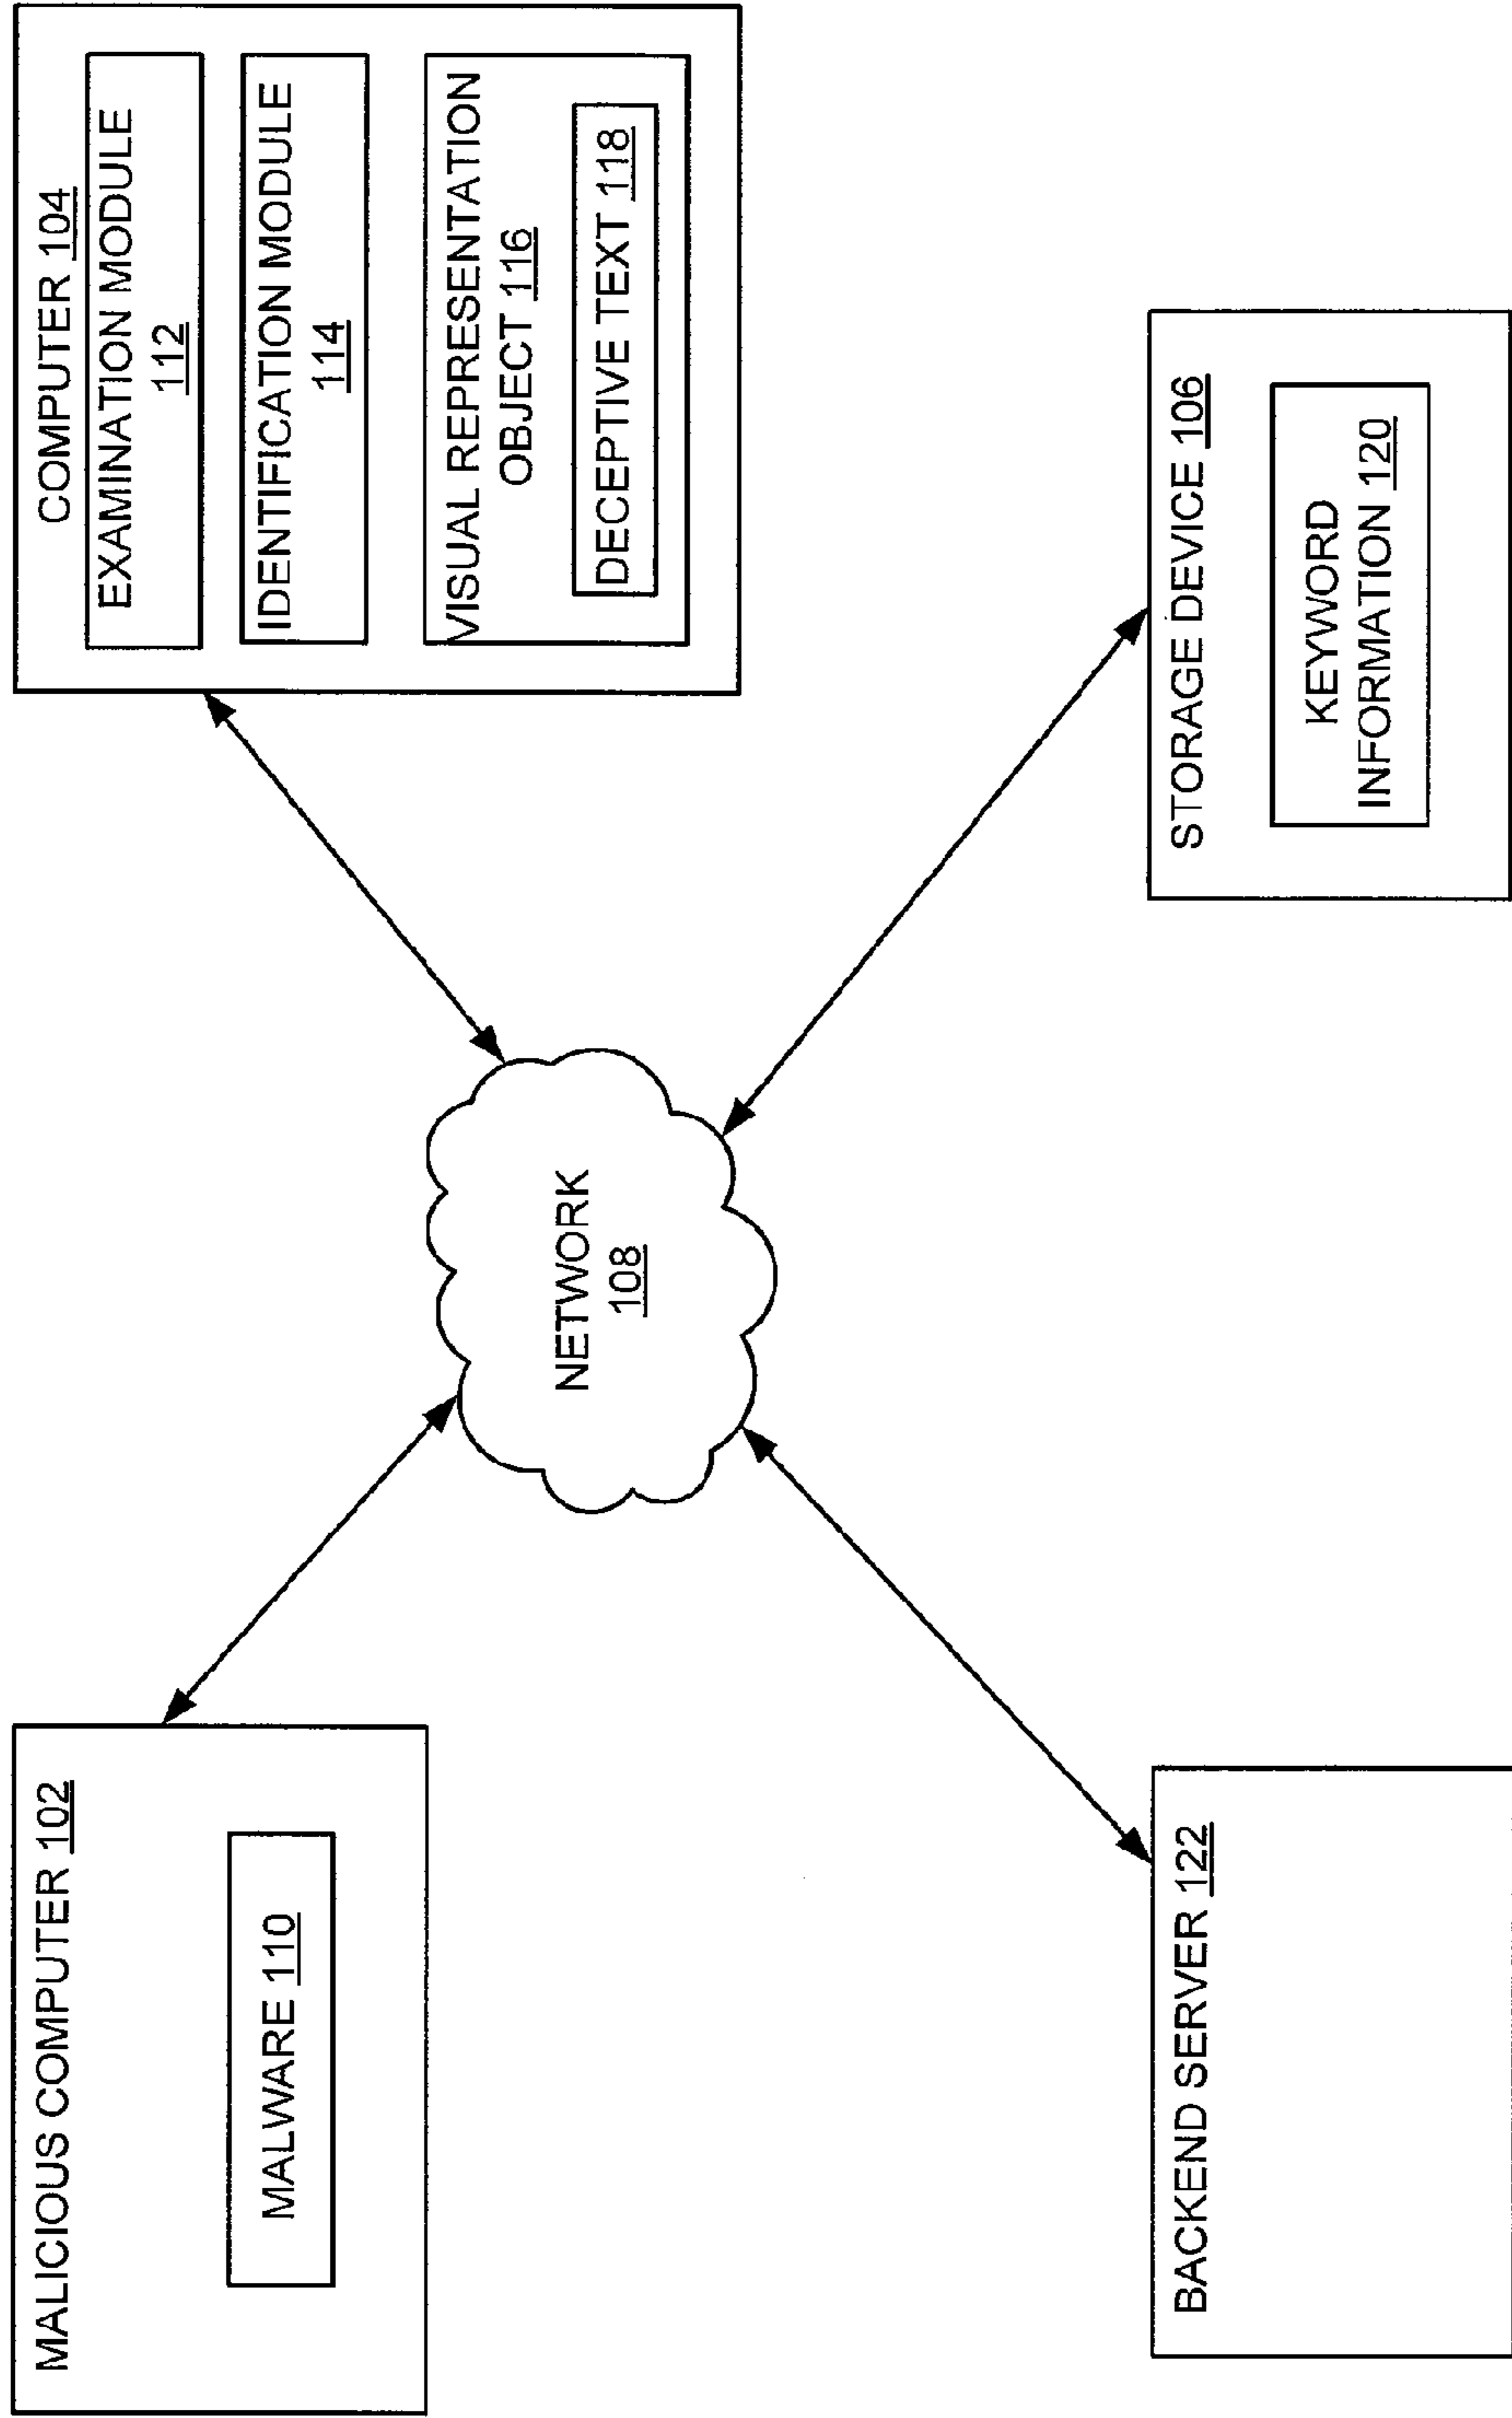 MALICIOUS COMPUTER 102
MALWARE 110
COMPUTER 104
EXAMINATION MODULE
112
IDENTIFICATION MODULE
114
VISUAL REPRESENTATION
OBJECT 116
DECEPTIVE TEXT 118
NETWORK
108
BACKEND SERVER 122
STORAGE DEVICE 106
KEYWORD
INFORMATION 120